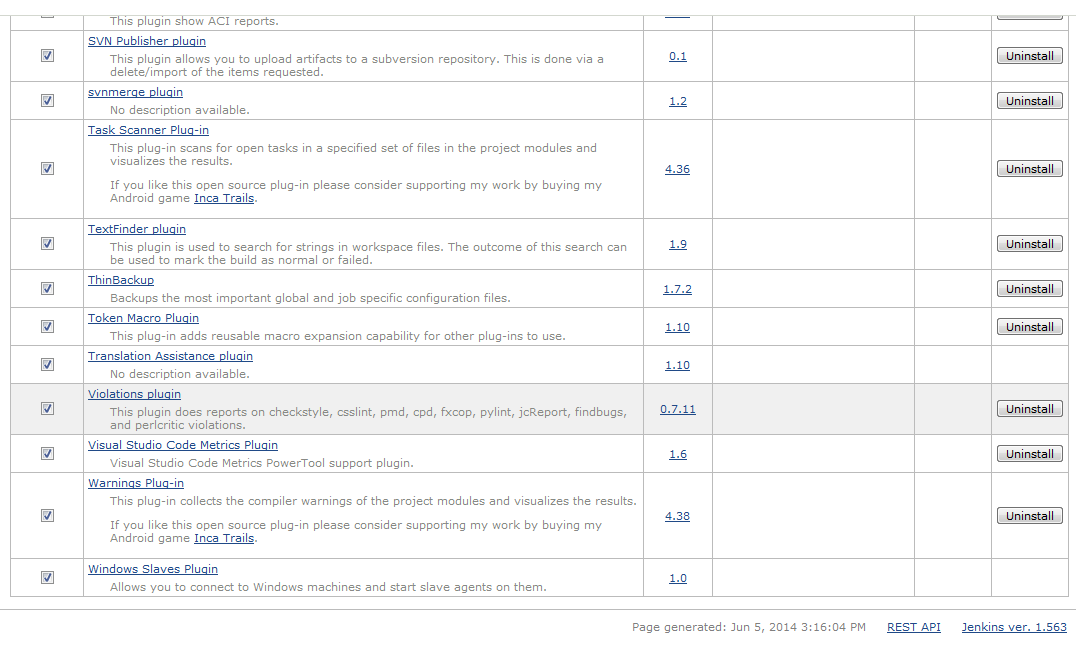 This plugin show ACI reports.
SVN Publisher plugin
This plugin allows you to upload artifacts to a subversion repository. This is done via a
delete/import of the items requested.
0.1
Uninstall
svnmerge plugin
No description available.
1.2
Uninstall
Task Scanner Plug-in
This plug-in scans for open tasks in a specified set of files in the project modules and
visualizes the results.
If you like this open source plug-in please consider supporting my work by buying my
Android game Inca Trails.
4.36
Uninstall
TextFinder plugin
This plugin is used to search for strings in workspace files. The outcome of this search can
be used to mark the build as normal or failed.
1.9
Uninstall
ThinBackup
Backups the most important global and job specific configuration files.
1.7.2
Uninstall
Token Macro Plugin
This plug-in adds reusable macro expansion capability for other plug-ins to use.
1.10
Uninstall
Translation Assistance plugin
No description available.
1.10
Violations plugin
This plugin does reports on checkstyle, csslint, pmd, cpd, fxcop, pylint, jcReport, findbugs,
and perlcritic violations.
0.7.11
Uninstall
Visual Studio Code Metrics Plugin
Visual Studio Code Metrics PowerTool support plugin.
1.6
Uninstall
Warnings Plug-in
This plug-in collects the compiler warnings of the project modules and visualizes the results.
If you like this open source plug-in please consider supporting my work by buying my
Android game Inca Trails.
4.38
Uninstall
Windows Slaves Plugin
Allows you to connect to Windows machines and start slave agents on them.
1.0
Page generated: Jun 5, 2014 3:16:04 PM REST API Jenkins ver. 1.563